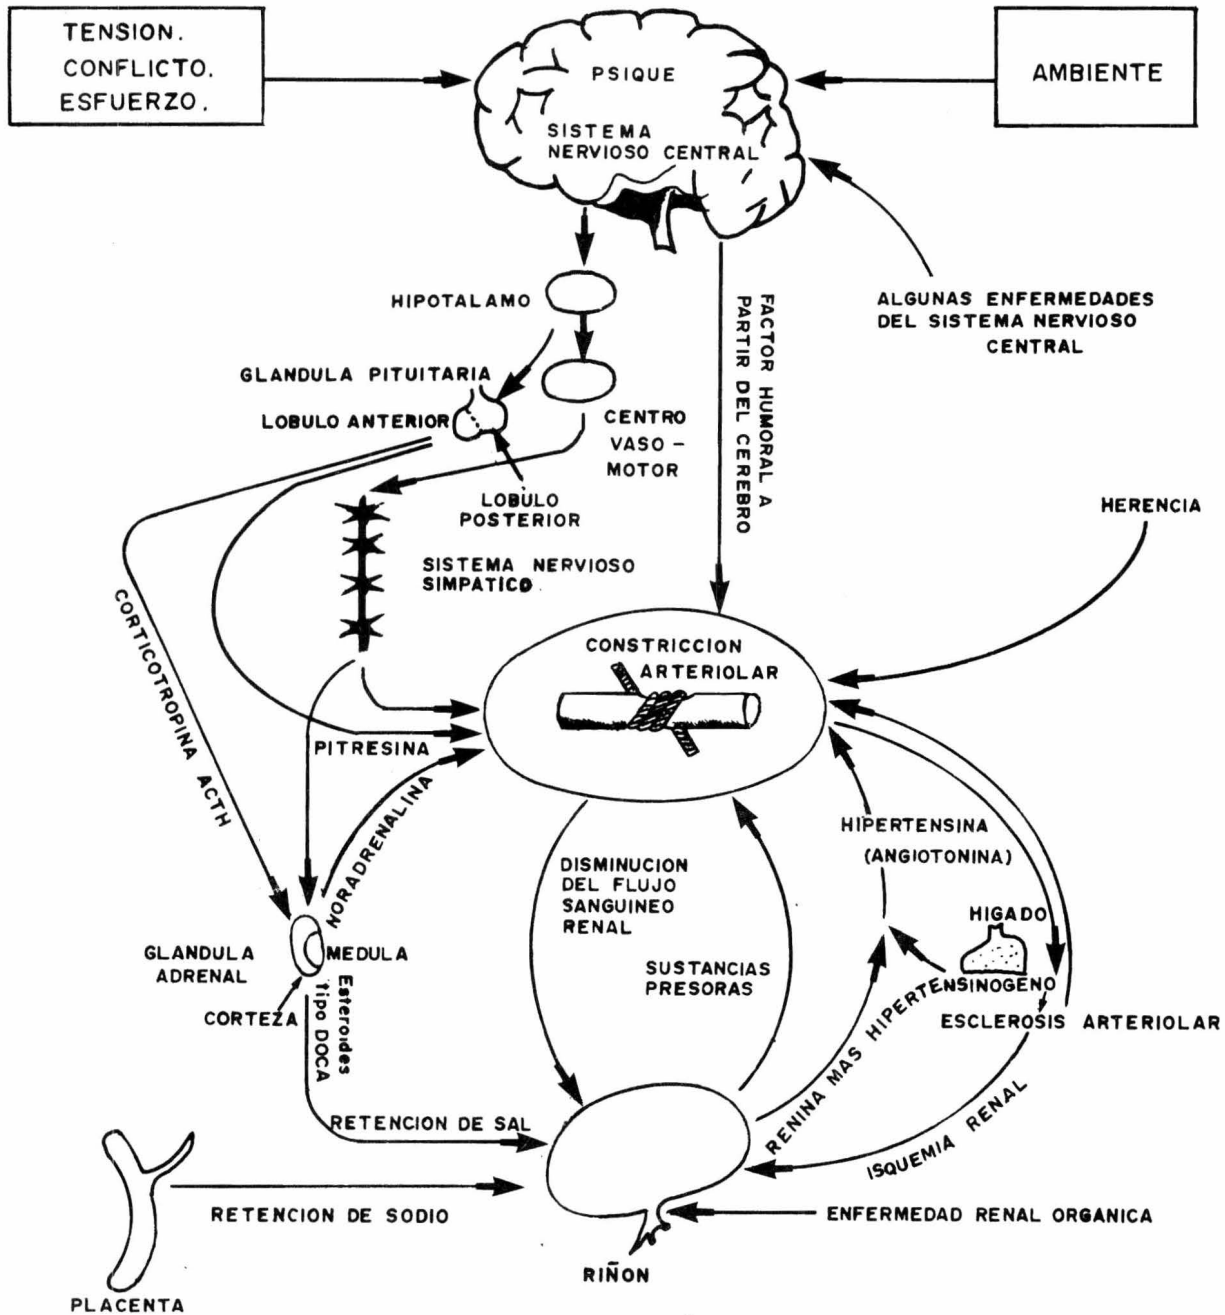 TENSION.
CONFLICTO.
ESFUERZO.
PSIQUE
SISTEMA
NERVIOSO CENTRAL
AMBIENTE
HIPOTALAMO
ALGUNAS ENFERMEDADES
DEL SISTEMA NERVIOSO
CENTRAL
FACTOR HUMORAL A
PARTIR DEL CEREBRO
GLANDULA PITUITARIA
LOBULO ANTERIOR
CENTRO
VASO -
MOTOR
LOBULO
POSTERIOR
HERENCIA
SISTEMA NERVIOSO
SIMPATICO
CORTICOTROPINA ACTH
CONSTRICCION
ARTERIOLAR
PITRESINA
NORADRENALINA
HIPERTENSINA
(ANGIOTONINA)
DISMINUCION
DEL FLUJO
SANGUINEO
RENAL
HIGADO
GLANDULA
ADRENAL
MEDULA
SUSTANCIAS
PRESORAS
CORTEZA
Esteroides
tipo DOCA
RENINA MAS HIPERTENSINOGENO
ESCLEROSIS ARTERIOLAR
RETENCION DE SAL
ISQUEMIA RENAL
RETENCION DE SODIO
ENFERMEDAD RENAL ORGANICA
RIÑON
PLACENTA